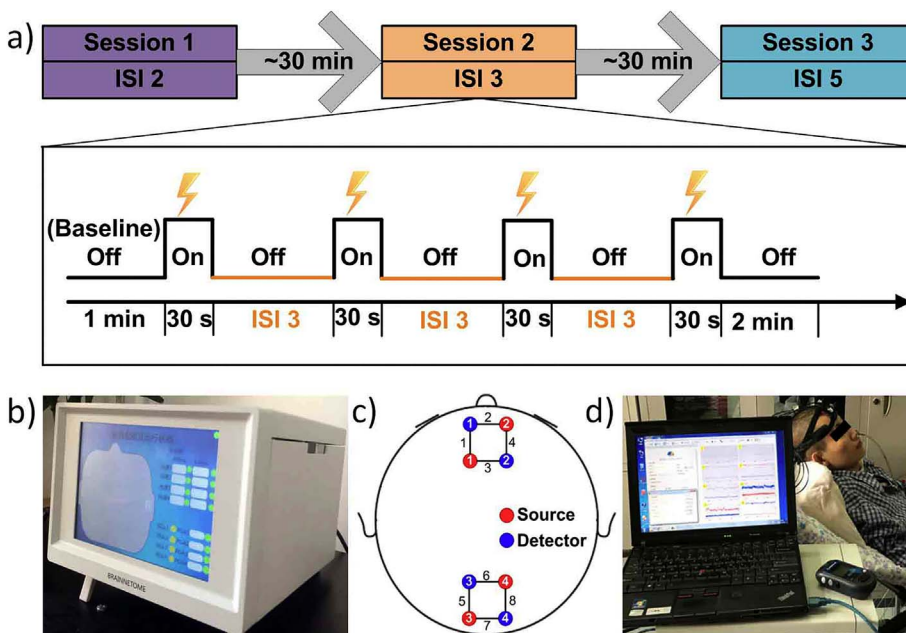 a)
Session 1
ISI 2
~30 min
Session 2
ISI 3
~30 min
Session 3
ISI 5
(Baseline)
Off On Off On Off On Off On Off
1 min 30 s ISI 3 30 s ISI 3 30 s ISI 3 30 s 2 min
b)
BRAINNETOME
c)
2
1 2
1 4
1 2
3
Source
Detector
6
3 4
5 8
3 4
7
d)